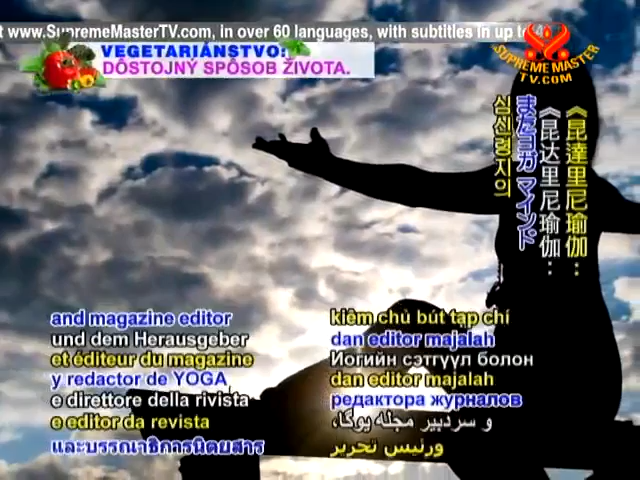 t www.SupremeMasterTV.com, in over 60 languages, with subtitles in up to 4
VEGETARIÁNSTVO:
DÔSTOJNÝ SPÔSOB ŽIVOTA.
SUPREME MASTER
TV.COM
《昆達里尼瑜伽：
《昆达里尼瑜伽：
またヨガ マインド
심신령지의
and magazine editor
und dem Herausgeber
et éditeur du magazine
y redactor de YOGA
e direttore della rivista
e editor da revista
และบรรณาธิการนิตยสาร
kiêm chủ bút tạp chí
dan editor majalah
Иогийн сэтгүүл болон
dan editor majalah
редактора журналов
و سردبیر مجله یوگا،
ورئيس تحرير